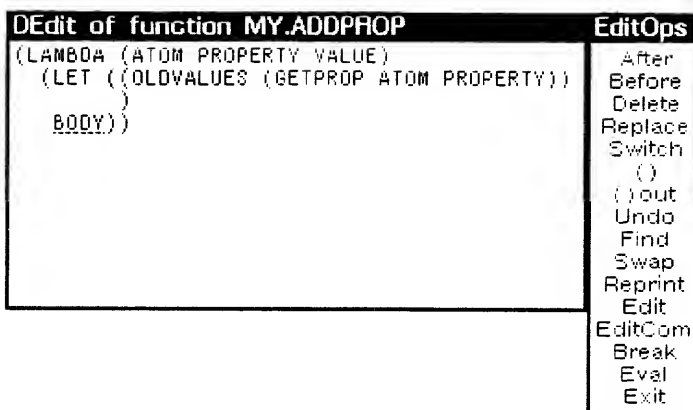 DEdit of function MY.ADDPROP
(LAMBDA (ATOM PROPERTY VALUE)
(LET ((OLDVALUES (GETPROP ATOM PROPERTY))
)
BODY))
EditOps
After
Before
Delete
Replace
Switch
()
()out
Undo
Find
Swap
Reprint
Edit
EditCom
Break
Eval
Exit